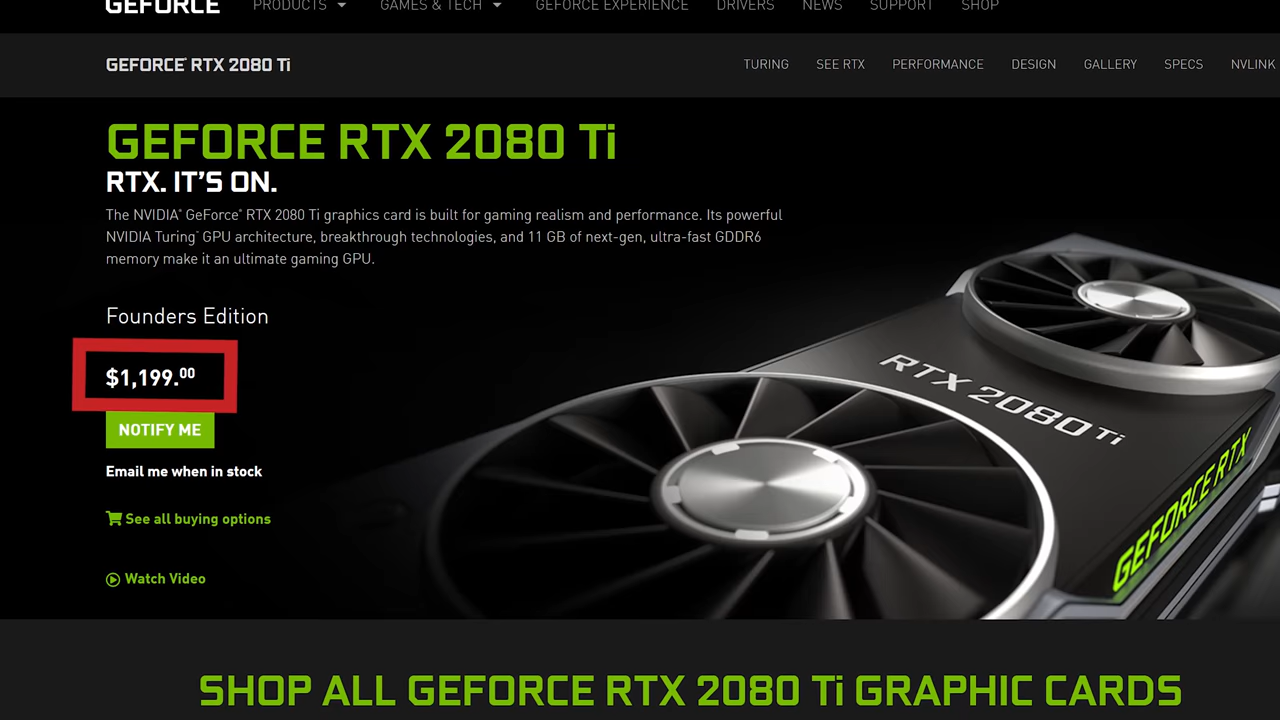 GEFORCE
PRODUCTS
GAMES & TECH
GEFORCE EXPERIENCE
DRIVERS
NEWS
SUPPORT
SHOP
GEFORCE RTX 2080 Ti
TURING
SEE RTX
PERFORMANCE
DESIGN
GALLERY
SPECS
NVLINK
GEFORCE RTX 2080 Ti
RTX. IT'S ON.
The NVIDIA® GeForce® RTX 2080 Ti graphics card is built for gaming realism and performance. Its powerful
NVIDIA Turing™ GPU architecture, breakthrough technologies, and 11 GB of next-gen, ultra-fast GDDR6
memory make it an ultimate gaming GPU.
Founders Edition
$1,199.00
NOTIFY ME
Email me when in stock
See all buying options
Watch Video
RTX 2080 Ti
GEFORCE RTX
SHOP ALL GEFORCE RTX 2080 Ti GRAPHIC CARDS